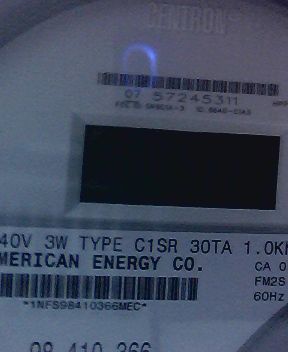 CENTRON
07 57245311
40V 3W TYPE C1SR 30TA 1.0K
MERICAN ENERGY CO.
CA 0
FM2S
60Hz
*1NFS98410366MEC*
98 410 366